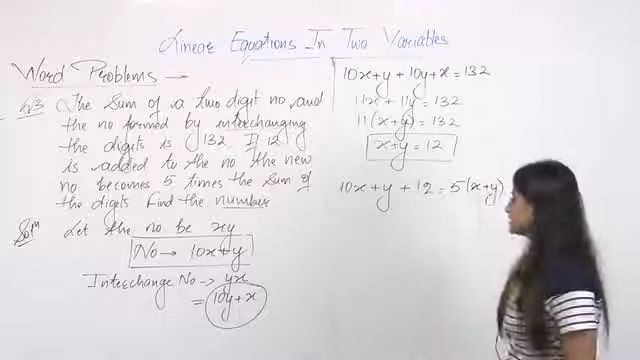 Linear Equations In Two Variables
Word Problems —
Q3 The Sum of a two digit no and
the no formed by interchanging
the digits is 132 If 12
is added to the no the new
no. becomes 5 times the sum of
the digits find the number
Soln Let the no be xy
No → 10x+y
Interchange No → yx
= 10y+x
10x+y+10y+x=132
11x+11y=132
11(x+y)=132
x+y=12
10x+y+12=5(x+y)